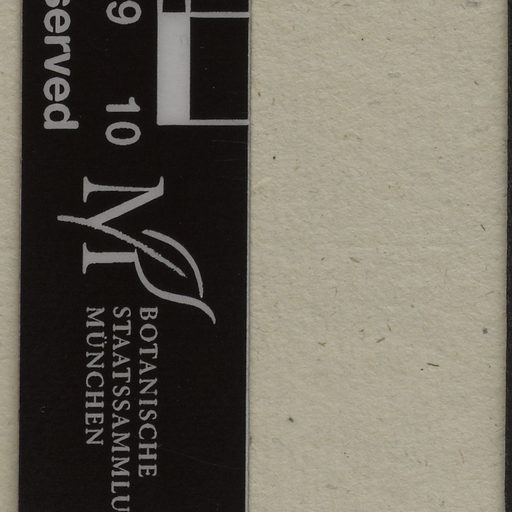 served
9 10
M
BOTANISCHE
STAATSSAMMLU
MÜNCHEN